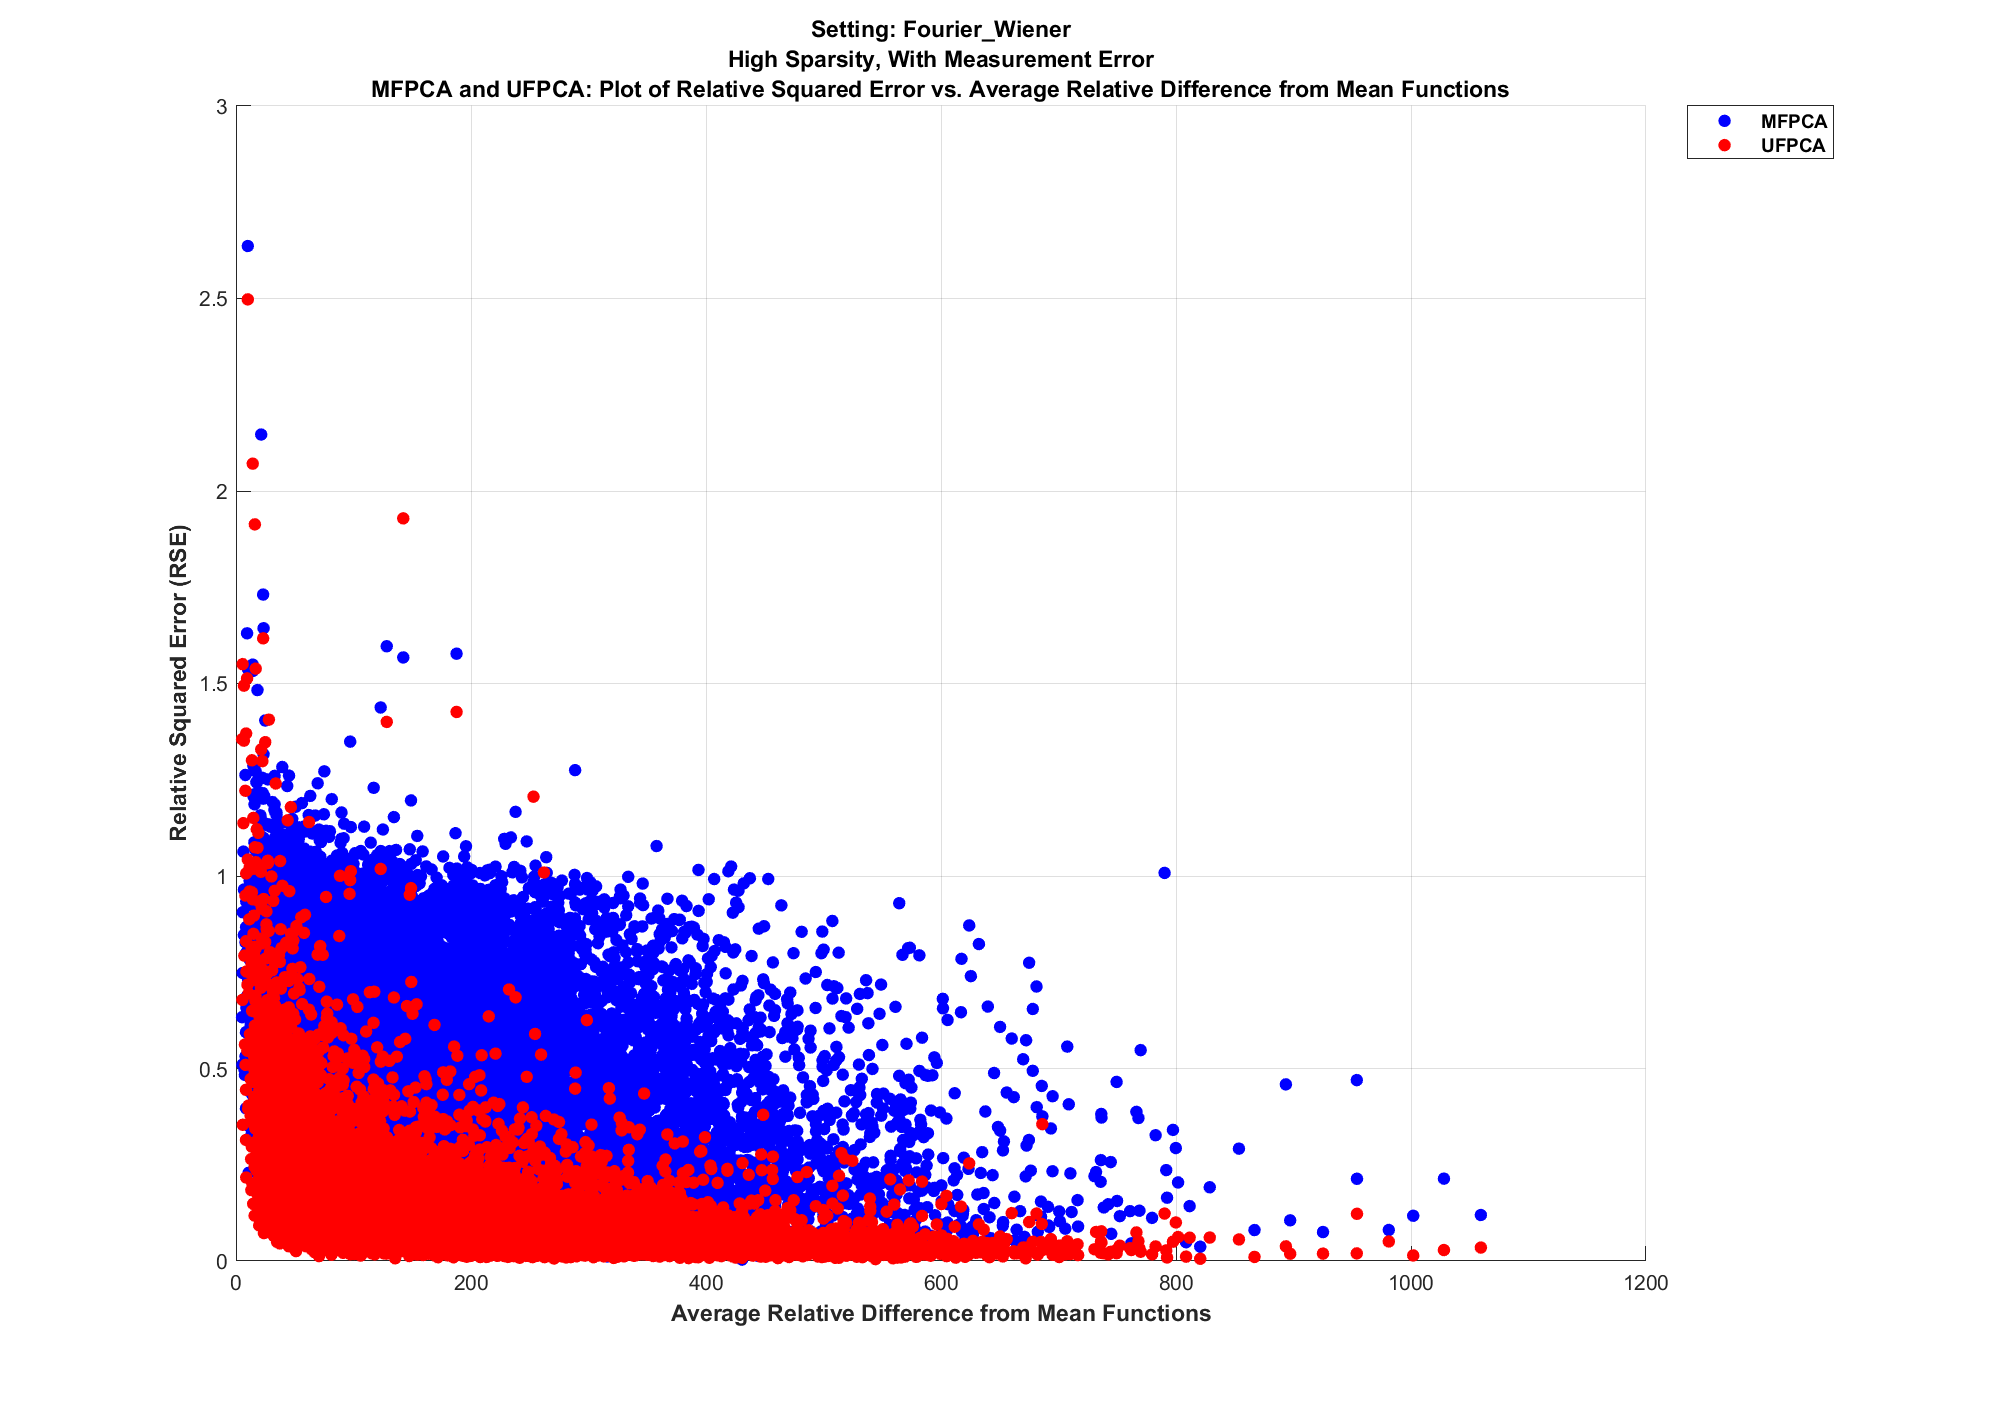 Setting: Fourier_Wiener
High Sparsity, With Measurement Error
MFPCA and UFPCA: Plot of Relative Squared Error vs. Average Relative Difference from Mean Functions
MFPCA
UFPCA
3
2.5
2
1.5
1
0.5
0
Relative Squared Error (RSE)
0 200 400 600 800 1000 1200
Average Relative Difference from Mean Functions